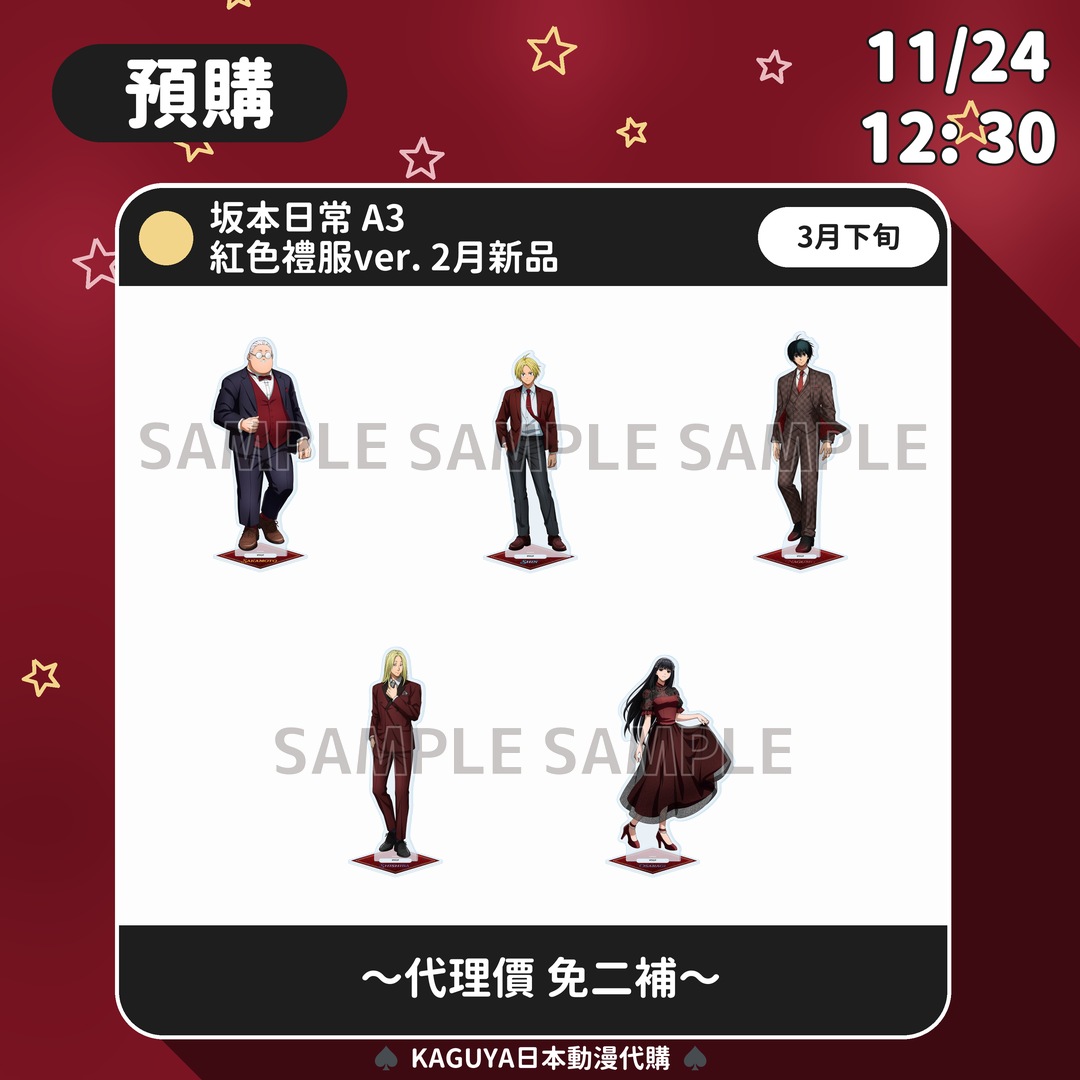 預購
11/24
12:30
坂本日常 A3
紅色禮服ver. 2月新品
3月下旬
SAMPLE SAMPLE SAMPLE
SAKAMOTO
SHIN
SAMPLE SAMPLE
～代理價 免二補～
KAGUYA日本動漫代購